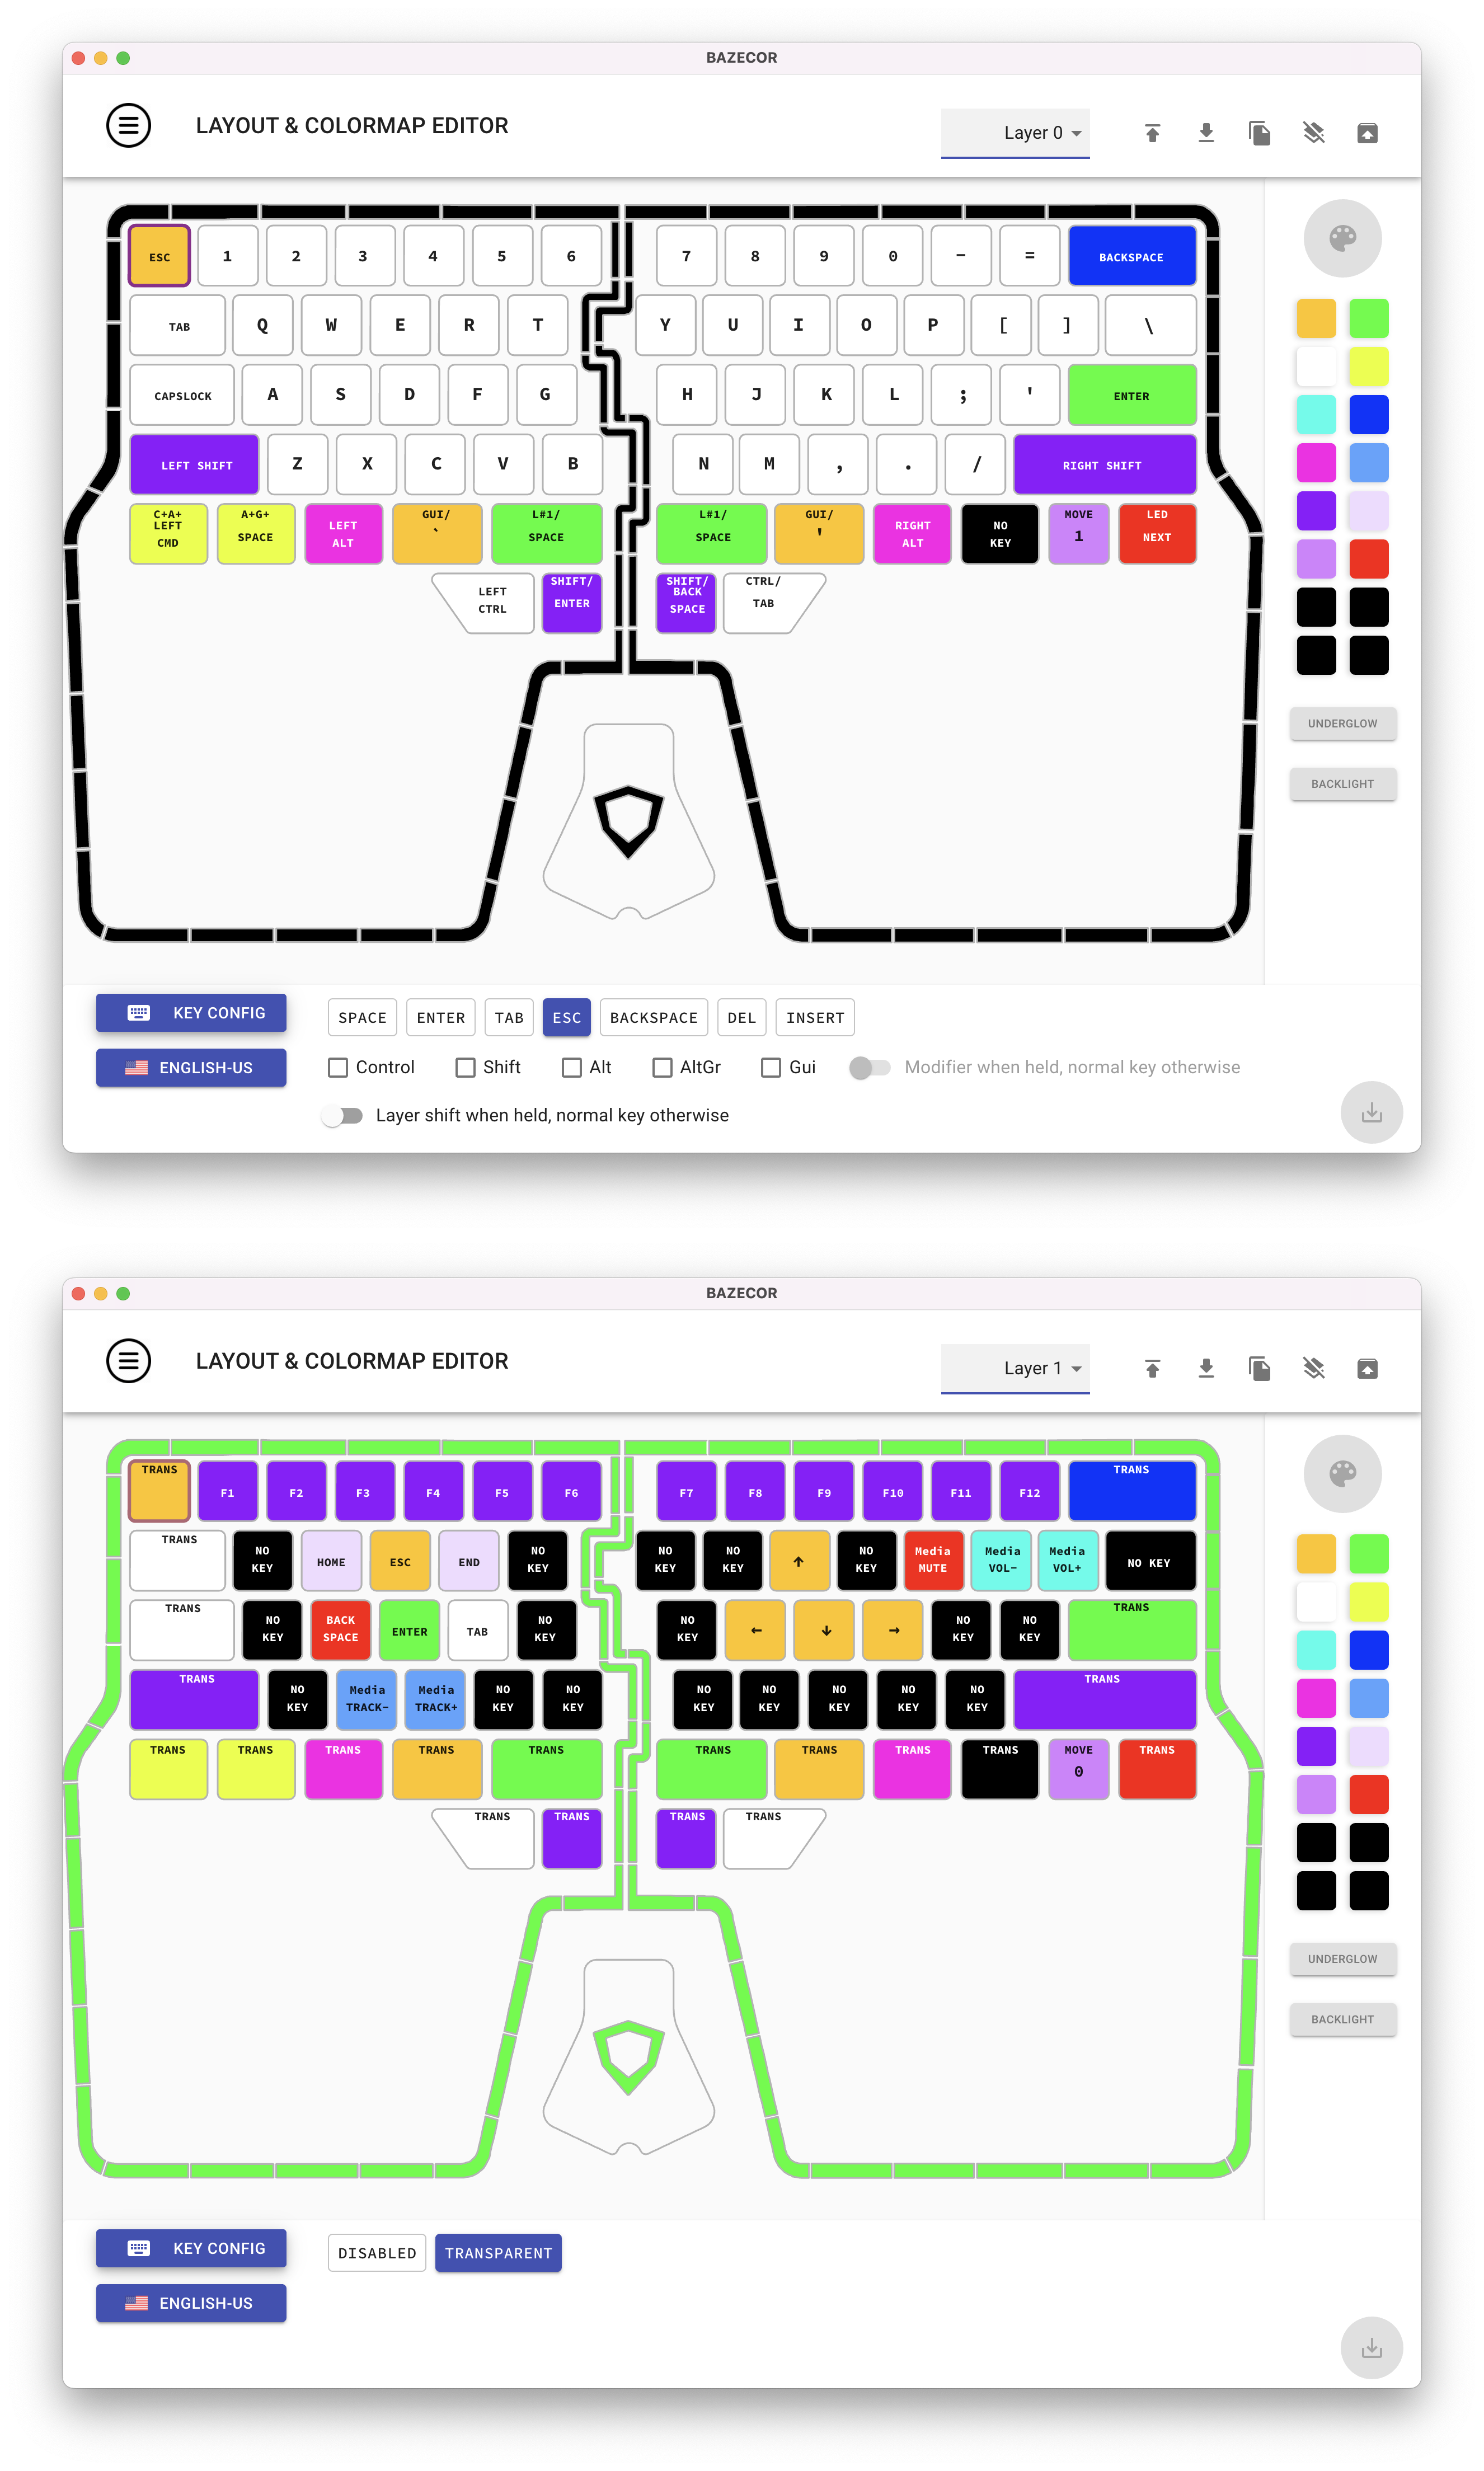 BAZECOR
LAYOUT & COLORMAP EDITOR
Layer 0
ESC 1 2 3 4 5 6 7 8 9 0 - = BACKSPACE
TAB Q W E R T Y U I O P [ ] \
CAPSLOCK A S D F G H J K L ; ' ENTER
LEFT SHIFT Z X C V B N M , . / RIGHT SHIFT
C+A+ LEFT CMD A+G+ SPACE LEFT ALT GUI/ ` L#1/ SPACE L#1/ SPACE GUI/ ' RIGHT ALT NO KEY MOVE 1 LED NEXT
LEFT CTRL SHIFT/ ENTER SHIFT/ BACK SPACE CTRL/ TAB
UNDERGLOW
BACKLIGHT
KEY CONFIG SPACE ENTER TAB ESC BACKSPACE DEL INSERT
ENGLISH-US Control Shift Alt AltGr Gui Modifier when held, normal key otherwise
Layer shift when held, normal key otherwise
BAZECOR
LAYOUT & COLORMAP EDITOR
Layer 1
TRANS F1 F2 F3 F4 F5 F6 F7 F8 F9 F10 F11 F12 TRANS
TRANS NO KEY HOME ESC END NO KEY NO KEY NO KEY ↑ NO KEY Media MUTE Media VOL- Media VOL+ NO KEY
TRANS NO KEY BACK SPACE ENTER TAB NO KEY NO KEY ← ↓ → NO KEY NO KEY TRANS
TRANS NO KEY Media TRACK- Media TRACK+ NO KEY NO KEY NO KEY NO KEY NO KEY NO KEY NO KEY TRANS
TRANS TRANS TRANS TRANS TRANS TRANS TRANS TRANS TRANS MOVE 0 TRANS
TRANS TRANS TRANS TRANS
UNDERGLOW
BACKLIGHT
KEY CONFIG DISABLED TRANSPARENT
ENGLISH-US